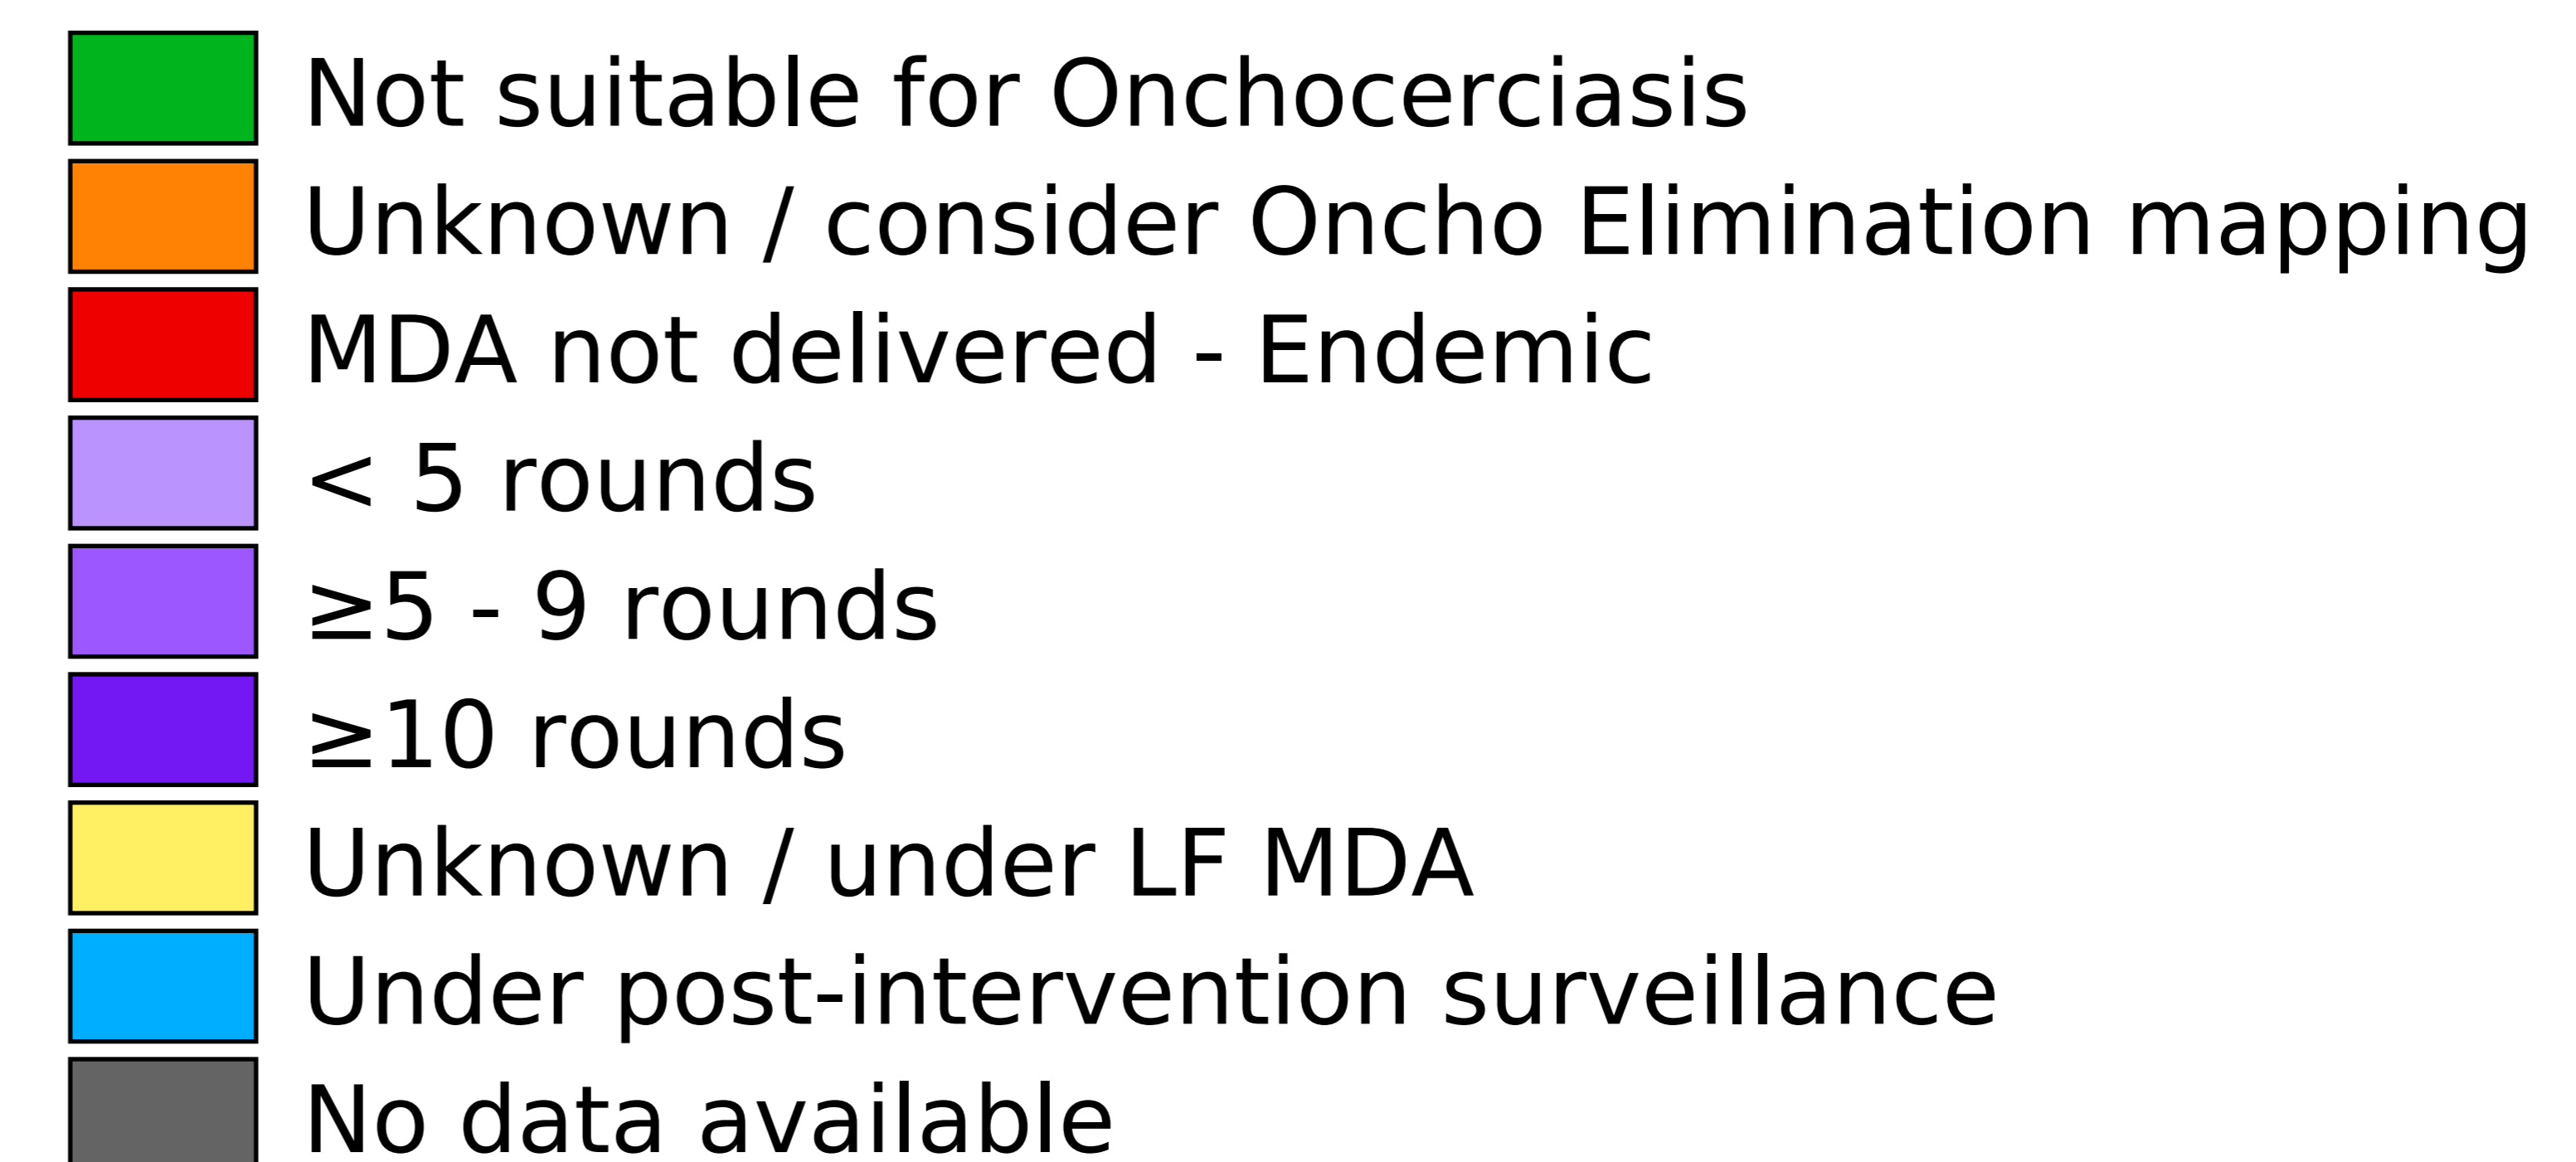 Not suitable for Onchocerciasis
Unknown / consider Oncho Elimination mapping
MDA not delivered - Endemic
< 5 rounds
≥5 - 9 rounds
≥10 rounds
Unknown / under LF MDA
Under post-intervention surveillance
No data available